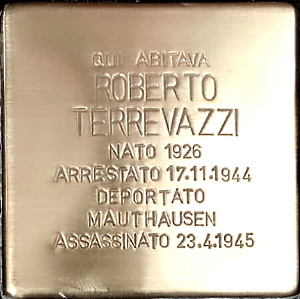 QUI ABITAVA
ROBERTO
TERREVAZZI
NATO 1926
ARRESTATO 17.11.1944
DEPORTATO
MAUTHAUSEN
ASSASSINATO 23.4.1945